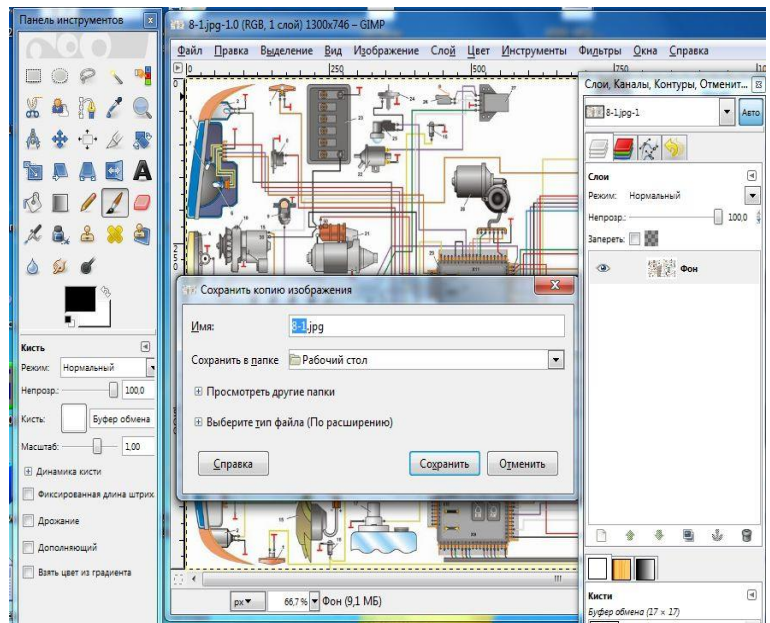 Панель инструментов
8-1.jpg-1.0 (RGB, 1 слой) 1300x746 – GIMP
Файл Правка Выделение Вид Изображение Слой Цвет Инструменты Фильтры Окна Справка
0 250 500 750
Слои, Каналы, Контуры, Отменит...
8-1.jpg-1
Авто
Слои
Режим: Нормальный
Непрозр.: 100,0
Запереть:
Фон
Сохранить копию изображения
Имя: 8-1.jpg
Сохранить в папке Рабочий стол
Просмотреть другие папки
Выберите тип файла (По расширению)
Справка Сохранить Отменить
Кисть
Режим: Нормальный
Непрозр.: 100,0
Кисть: Буфер обмена
Масштаб: 1,00
Динамика кисти
Фиксированная длина штрих
Дрожание
Дополняющий
Взять цвет из градиента
px 66,7 % Фон (9,1 МБ)
Кисти
Буфер обмена (17 × 17)